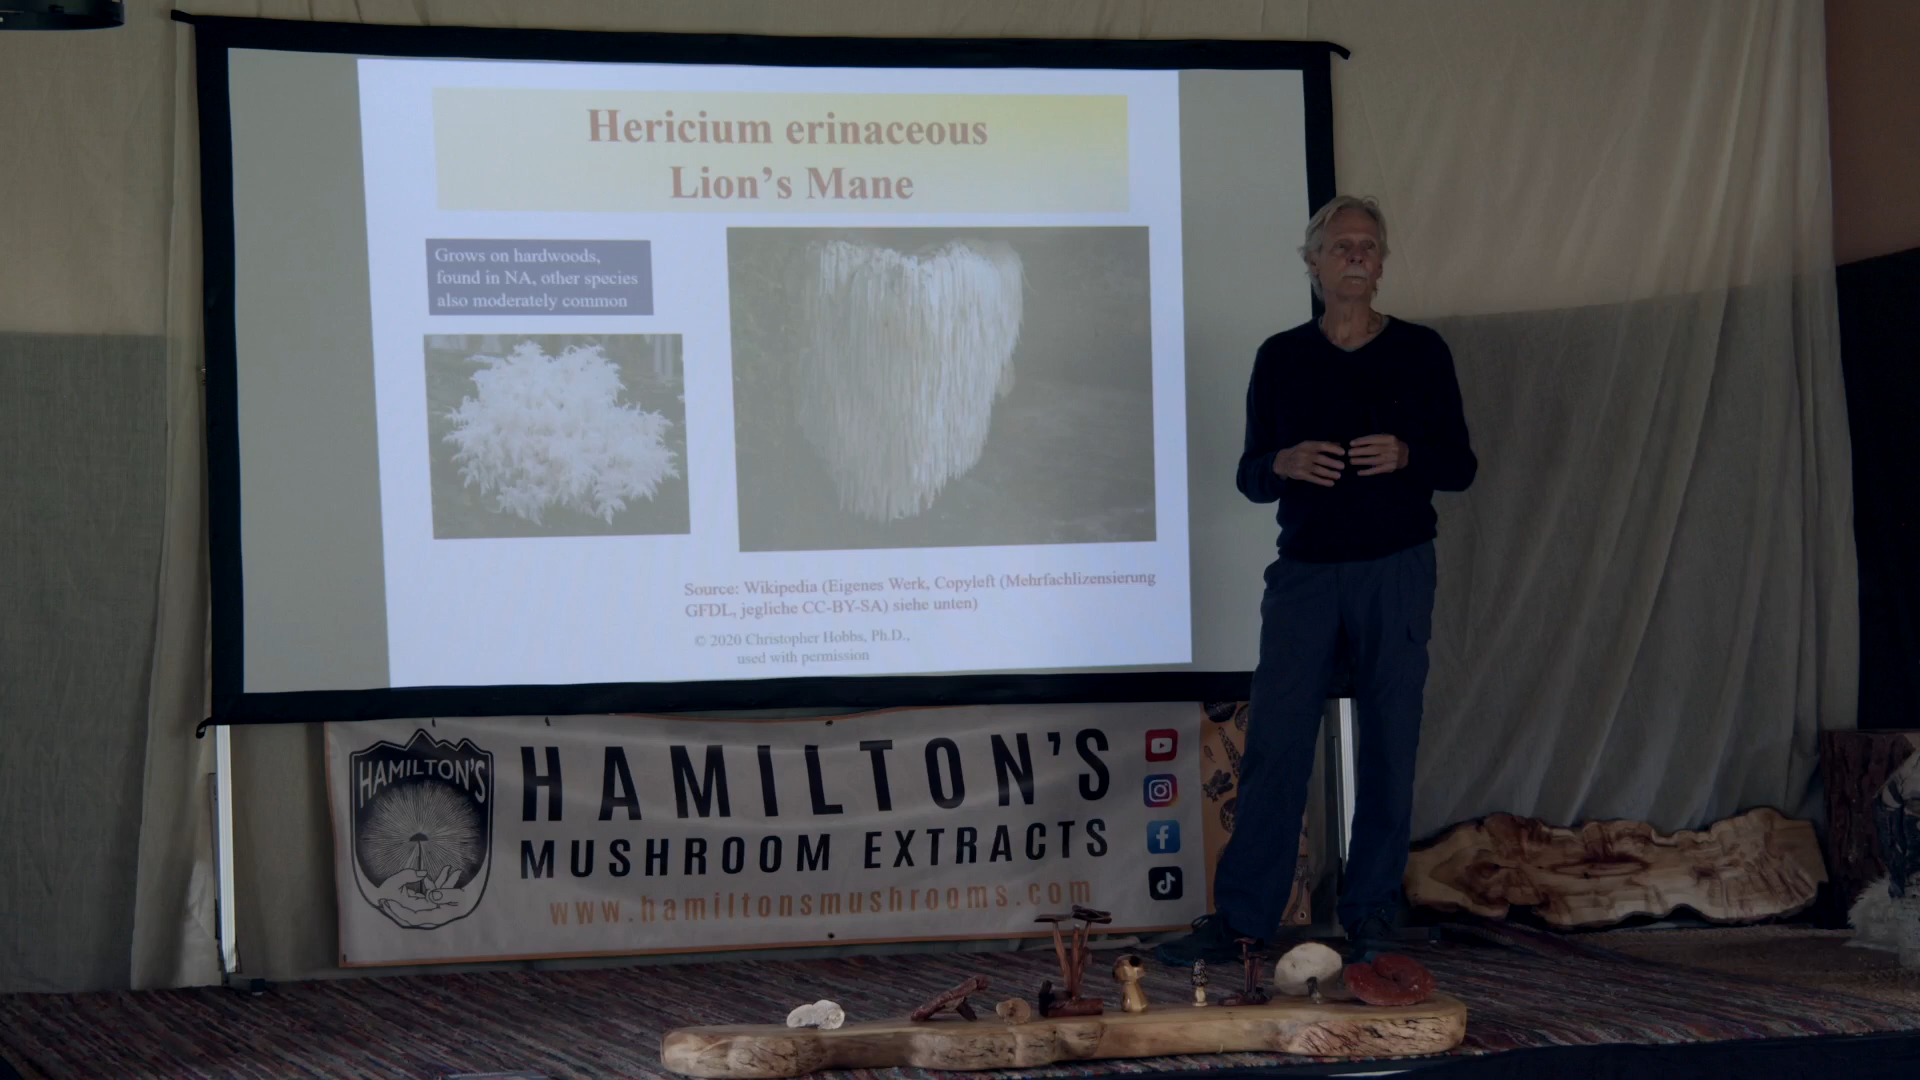 Hericium erinaceous
Lion's Mane
Grows on hardwoods,
found in NA, other species
also moderately common
Source: Wikipedia (Eigenes Werk, Copyleft (Mehrfachlizensierung
GFDL, jegliche CC-BY-SA) siehe unten)
© 2020 Christopher Hobbs, Ph.D.,
used with permission
HAMILTON'S
HAMILTON'S
MUSHROOM EXTRACTS
www.hamiltonsmushrooms.com